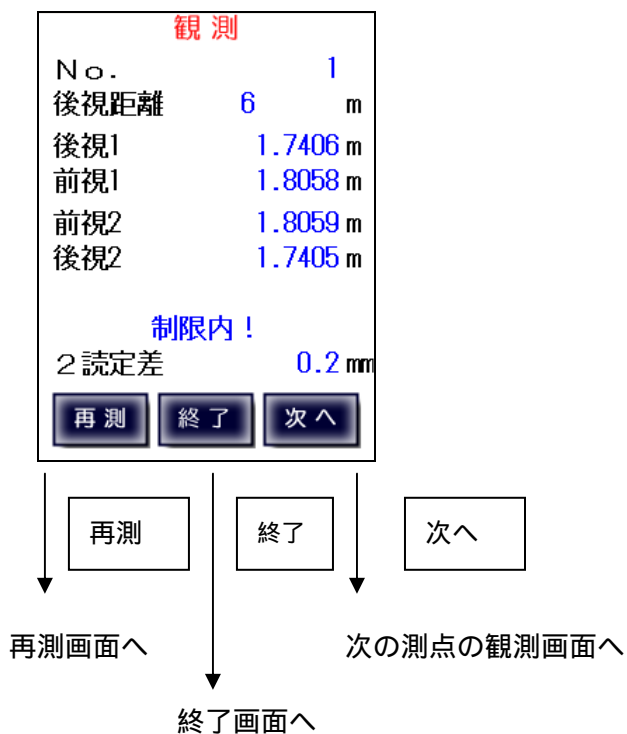 観 測
No. 1
後視距離 6 m
後視1 1.7406 m
前視1 1.8058 m
前視2 1.8059 m
後視2 1.7405 m
制限内！
２読定差 0.2 mm
再 測 終 了 次 へ
再測 終了 次へ
再測画面へ 次の測点の観測画面へ
終了画面へ